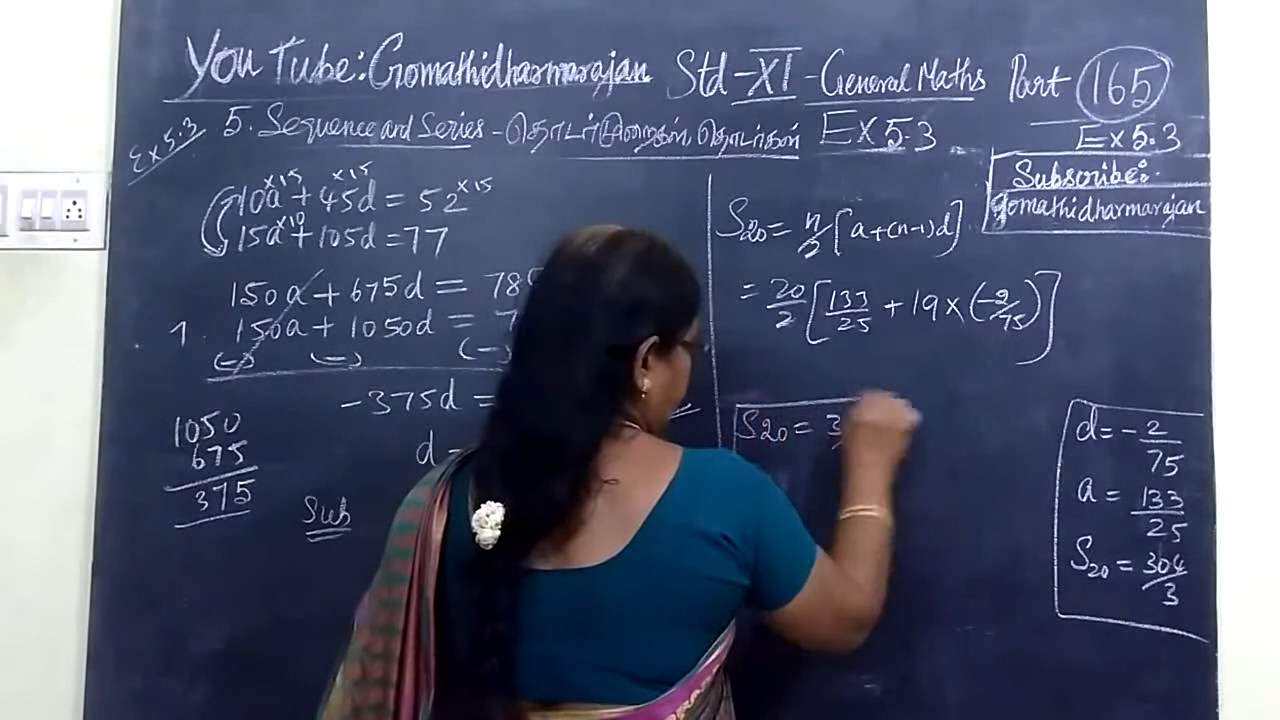 You Tube: Gomathidharmarajan Std - XI - General Maths Part 165
Ex 5.3 5. Sequence and Series - தொடர்முறைகள், தொடர்கள் Ex 5.3
Ex 5.3
Subscribe:
gomathidharmarajan
×15 ×15 ×15
10a + 45d = 52
×10
15a + 105d = 77
150a + 675d = 78
1. 150a + 1050d = 7
(-) (-) (-)
-375d =
d =
1050
675
375
Sub
S20 = n/2 [a+(n-1)d]
= 20/2 [133/25 + 19 × (-2/75)]
S20 = 3
d = -2/75
a = 133/25
S20 = 304/3